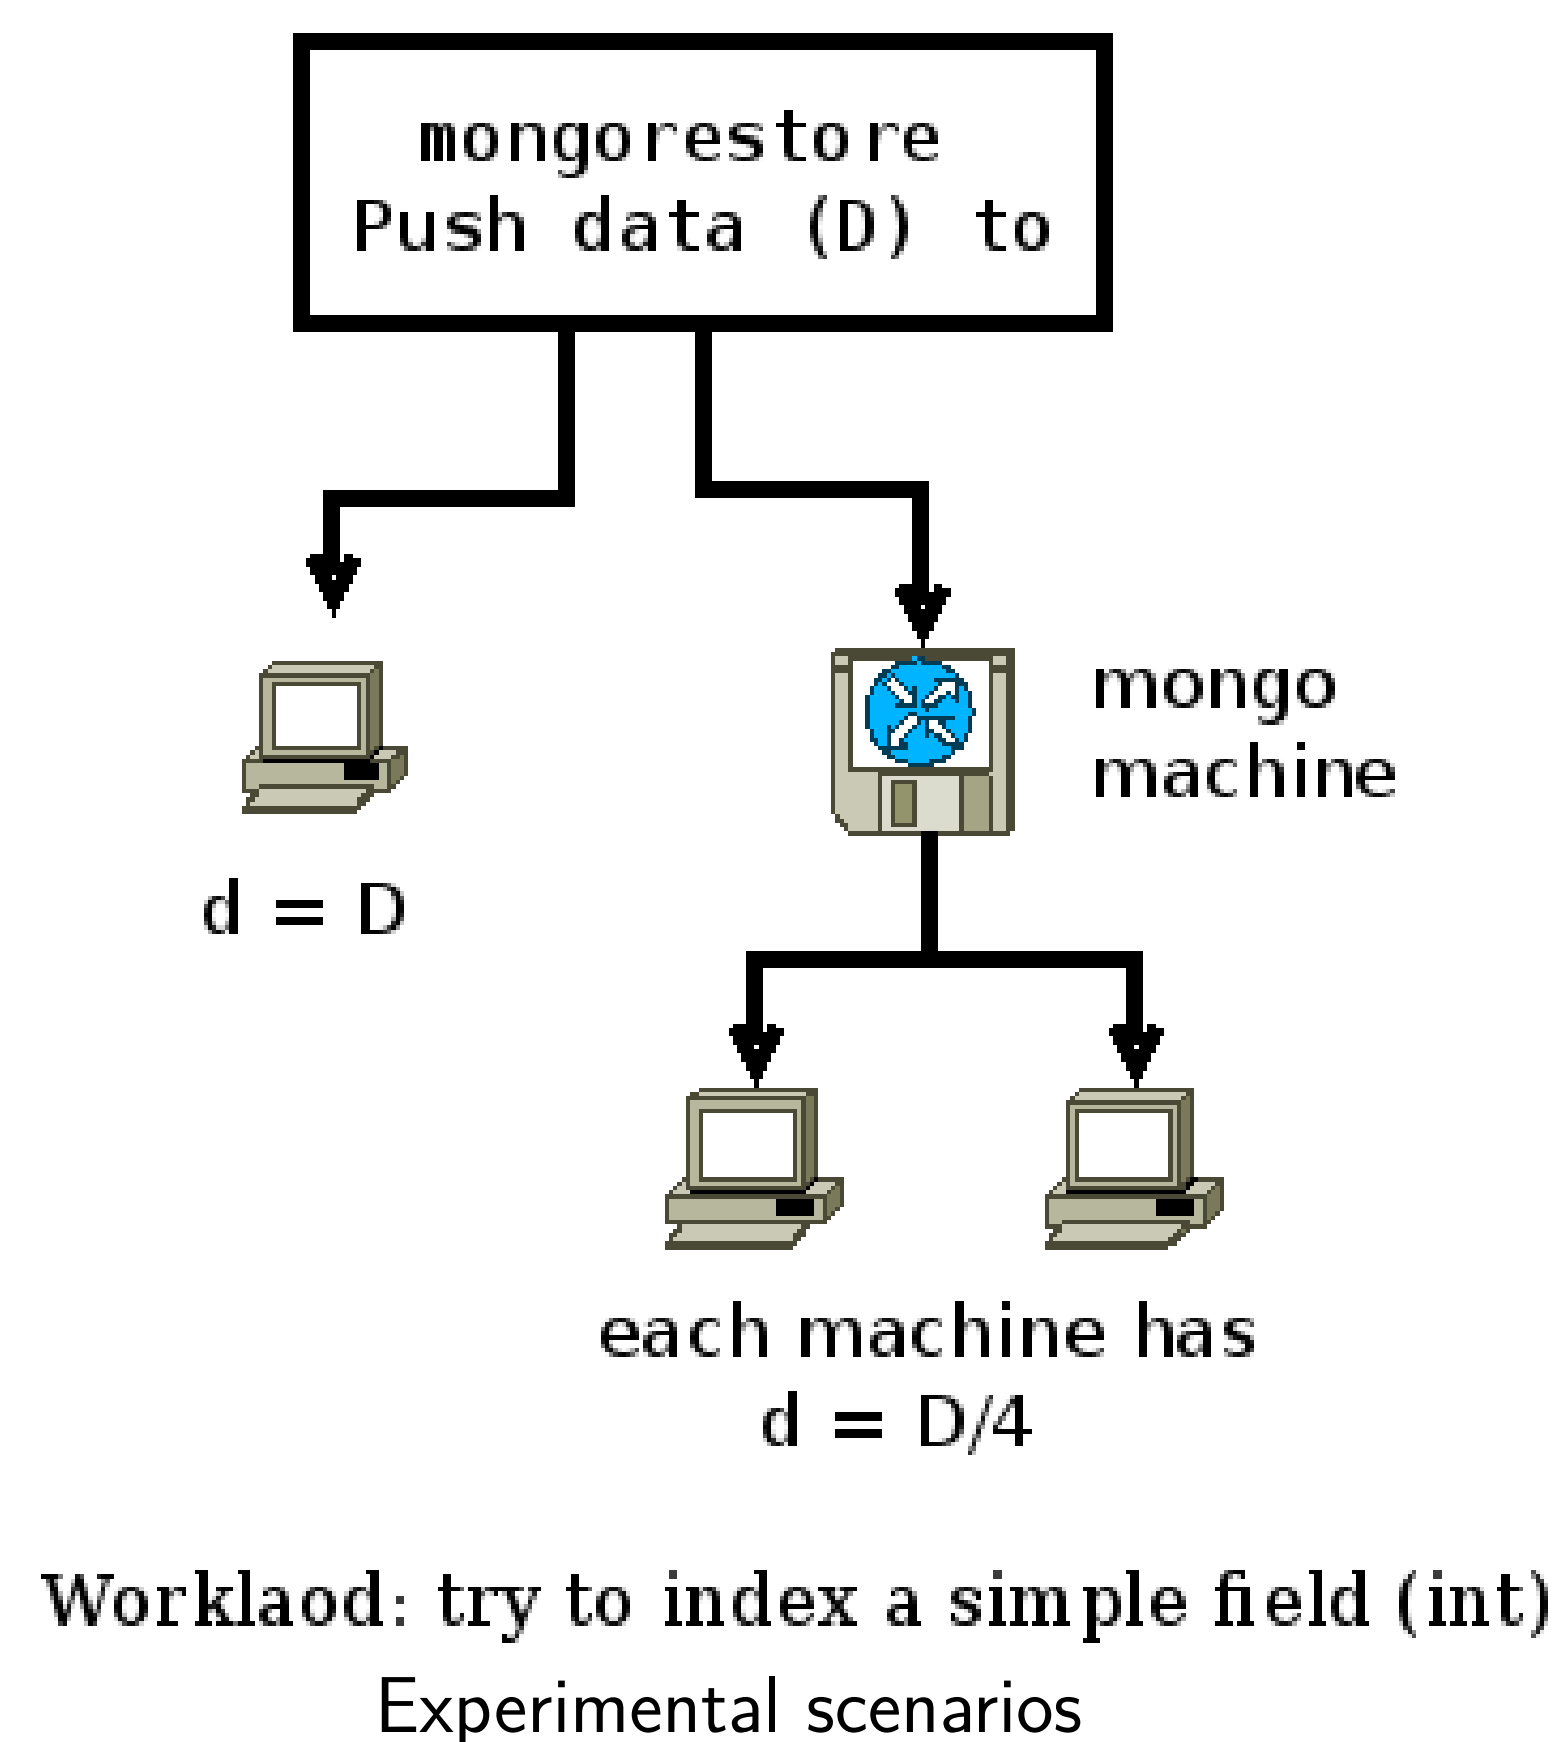 mongorestore
Push data (D) to
mongo
machine
d = D
each machine has
d = D/4
Worklaod: try to index a simple field (int)
Experimental scenarios